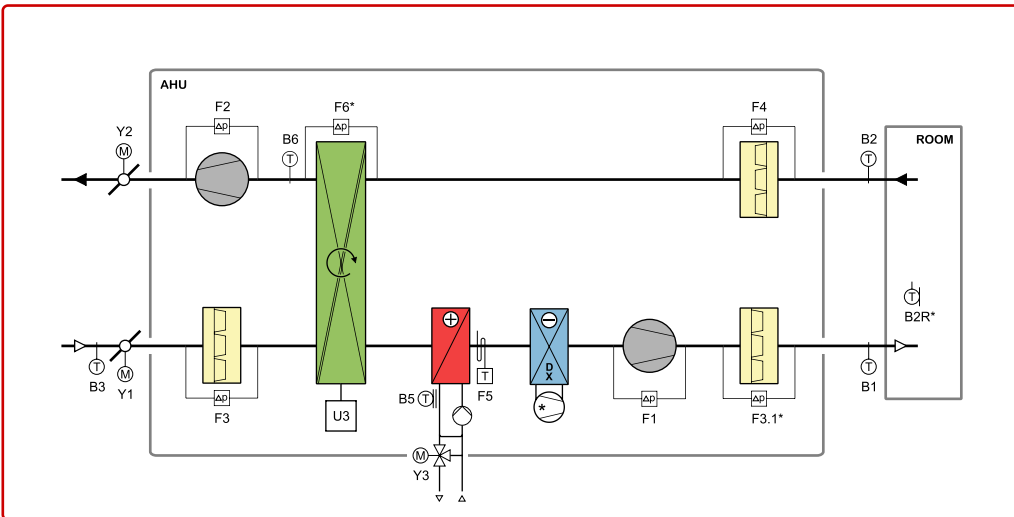 AHU
F2
F6*
F4
Y2
M
Δp
Δp
Δp
B6
T
B2
T
ROOM
T
B2R*
T
B3
M
Y1
Δp
F3
U3
B5 T
T
F5
D
X
*
Δp
F1
Δp
F3.1*
T
B1
M
Y3